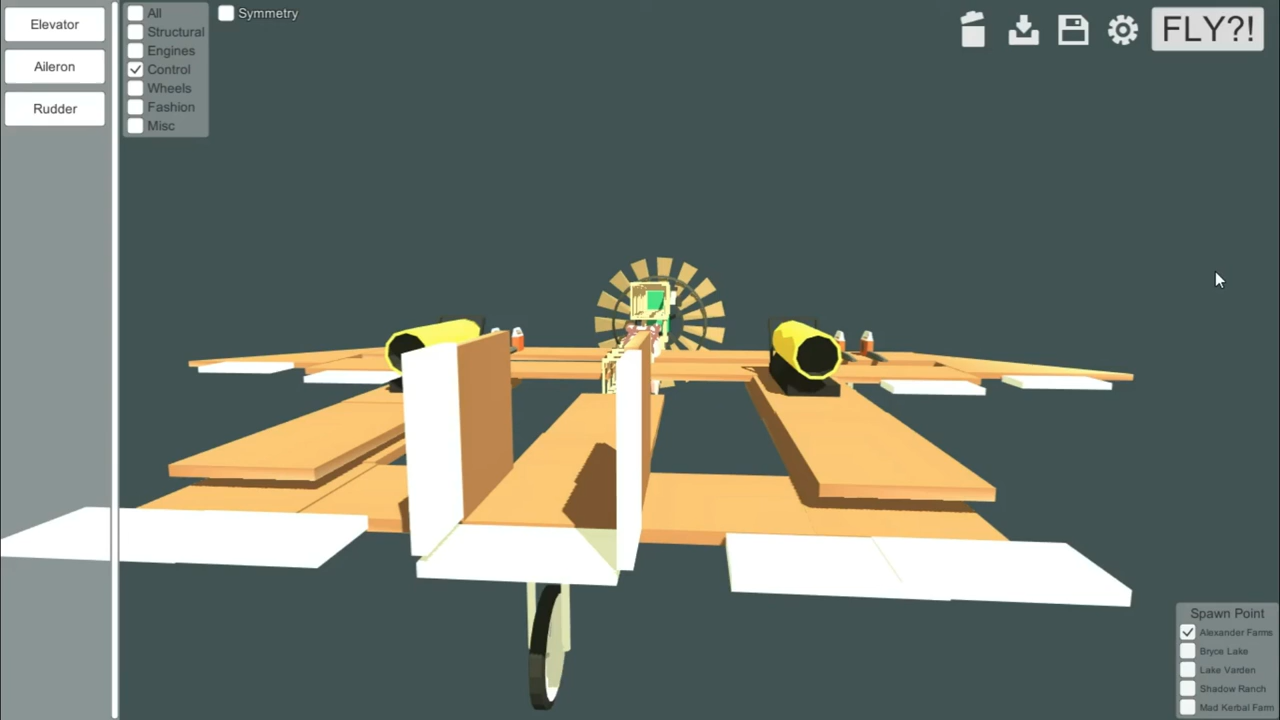 Elevator
Aileron
Rudder
All
Structural
Engines
Control
Wheels
Fashion
Misc
Symmetry
FLY?!
Spawn Point
Alexander Farms
Bryce Lake
Lake Varden
Shadow Ranch
Mad Kerbal Farm